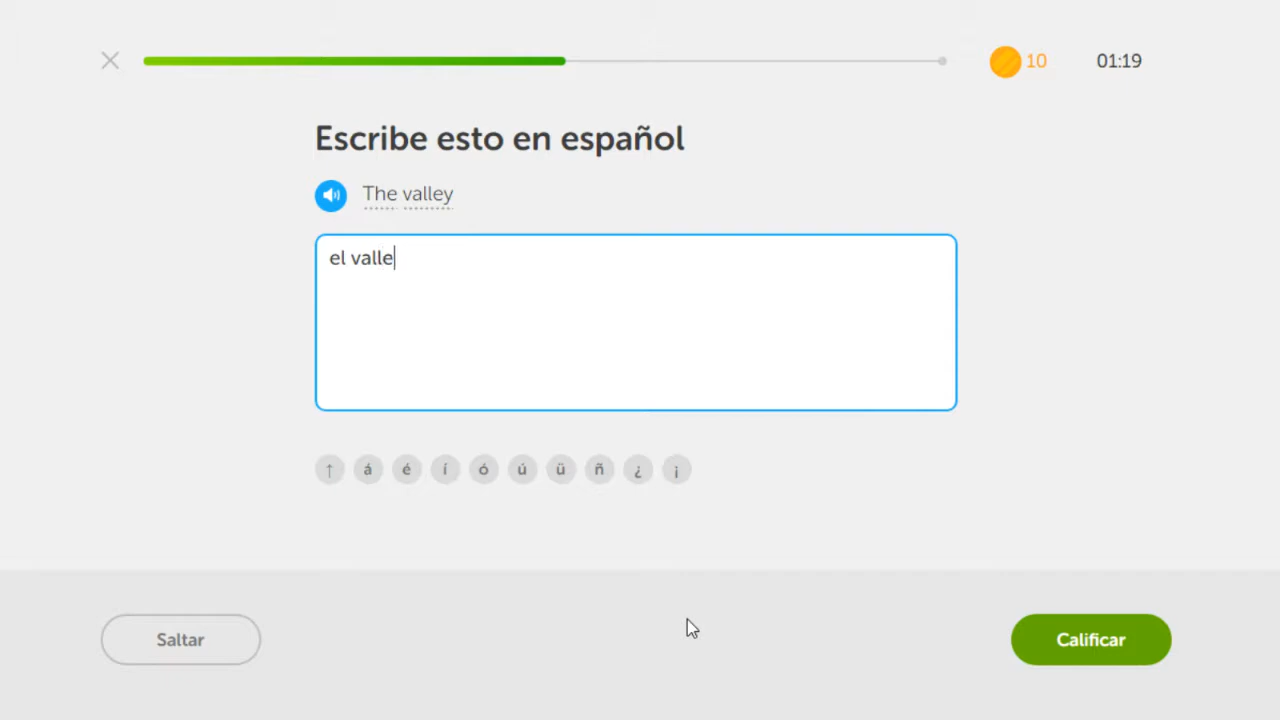 10 01:19
Escribe esto en español
The valley
el valle
↑ á é í ó ú ü ñ ¿ ¡
Saltar Calificar